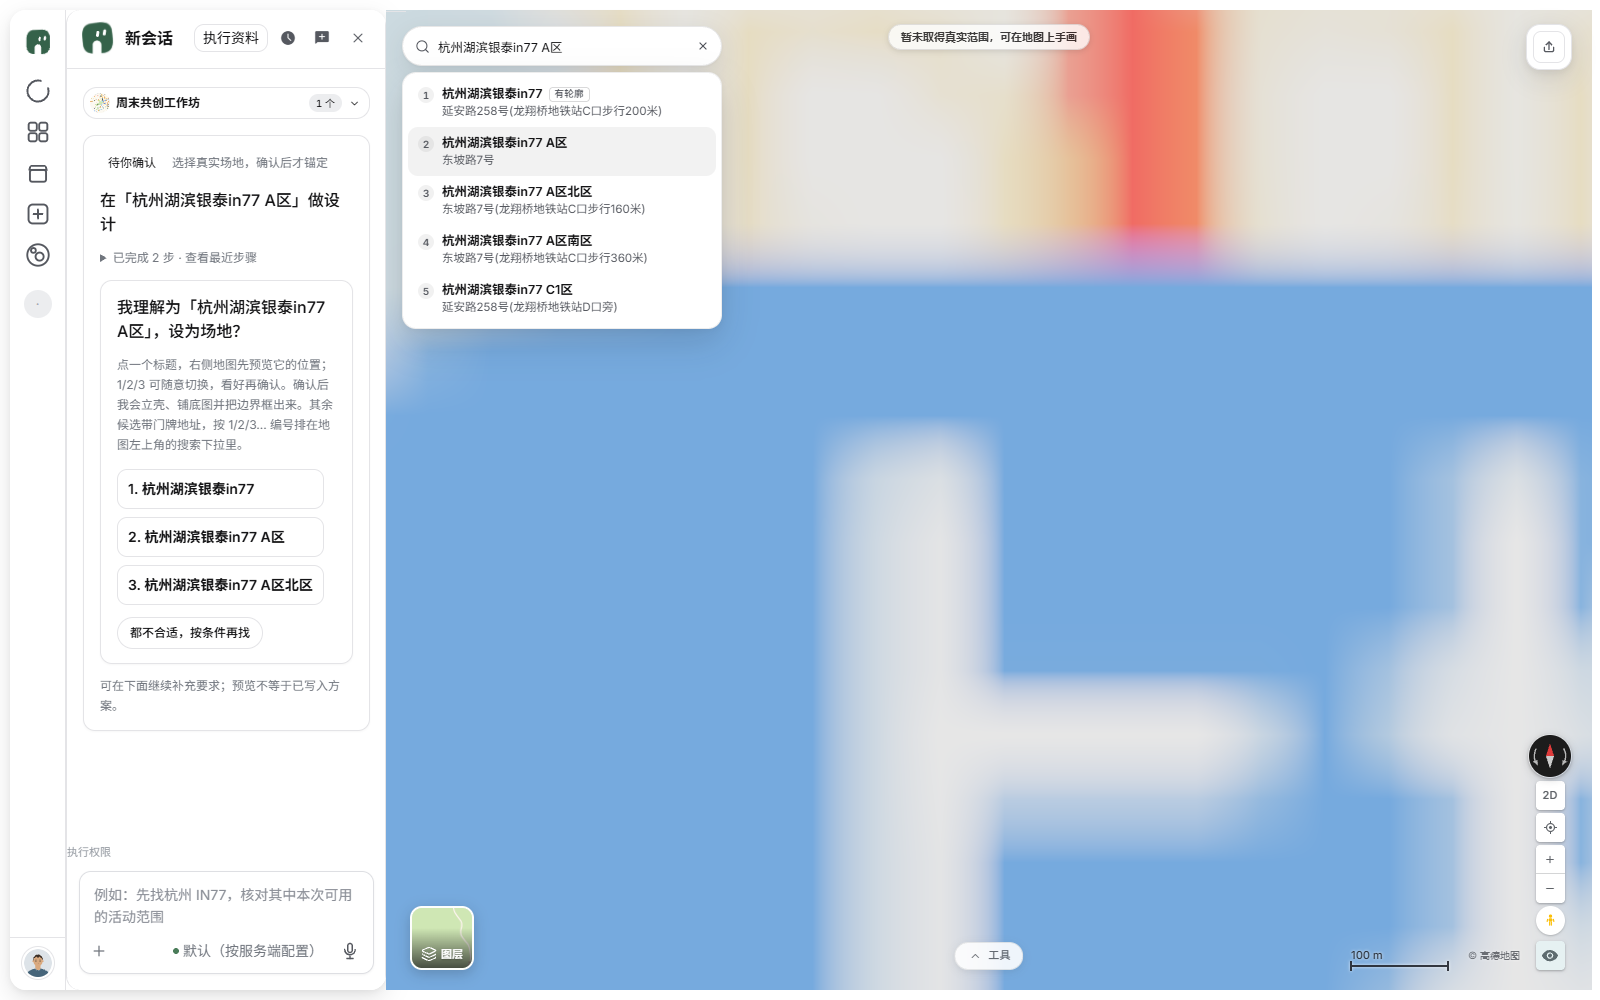 新会话
执行资料
周末共创工作坊
1 个
待你确认 选择真实场地，确认后才锚定
在「杭州湖滨银泰in77 A区」做设
计
已完成 2 步 · 查看最近步骤
我理解为「杭州湖滨银泰in77
A区」，设为场地？
点一个标题，右侧地图先预览它的位置；
1/2/3 可随意切换，看好再确认。确认后
我会立壳、铺底图并把边界框出来。其余
候选带门牌地址，按 1/2/3… 编号排在地
图左上角的搜索下拉里。
1. 杭州湖滨银泰in77
2. 杭州湖滨银泰in77 A区
3. 杭州湖滨银泰in77 A区北区
都不合适，按条件再找
可在下面继续补充要求；预览不等于已写入方
案。
执行权限
例如：先找杭州 IN77，核对其中本次可用
的活动范围
默认（按服务端配置）
杭州湖滨银泰in77 A区
1 杭州湖滨银泰in77 有轮廓
延安路258号(龙翔桥地铁站C口步行200米)
2 杭州湖滨银泰in77 A区
东坡路7号
3 杭州湖滨银泰in77 A区北区
东坡路7号(龙翔桥地铁站C口步行160米)
4 杭州湖滨银泰in77 A区南区
东坡路7号(龙翔桥地铁站C口步行360米)
5 杭州湖滨银泰in77 C1区
延安路258号(龙翔桥地铁站D口旁)
暂未取得真实范围，可在地图上手画
2D
图层
工具
100 m
© 高德地图